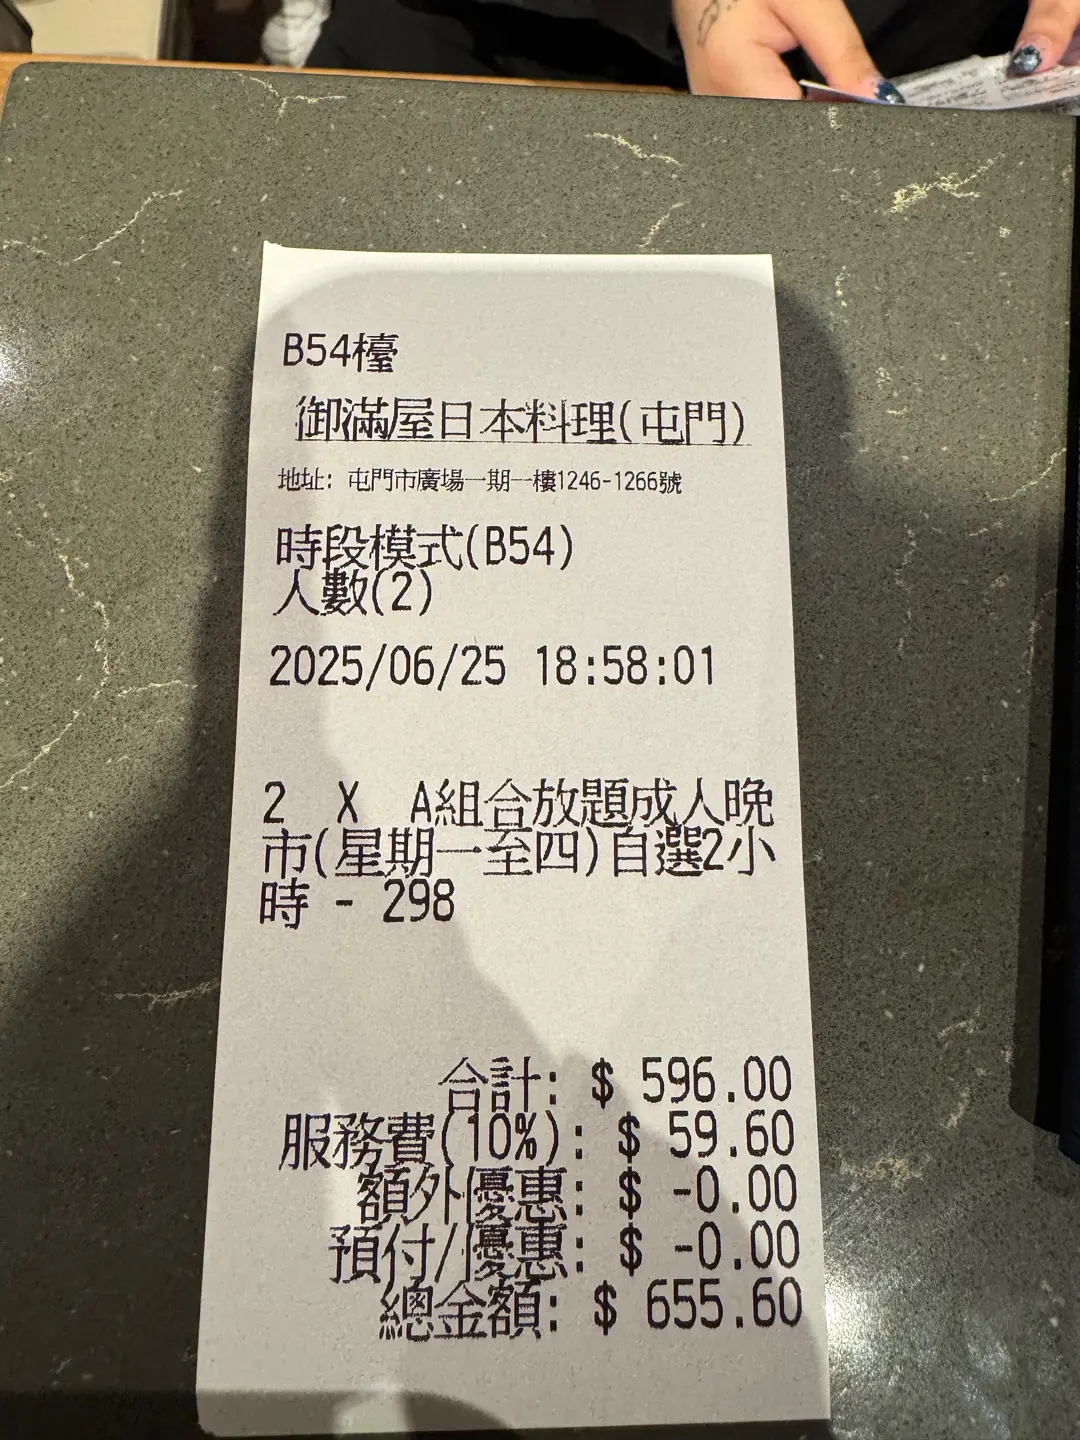 B54檯
御滿屋日本料理(屯門)
地址: 屯門市廣場一期一樓1246-1266號
時段模式(B54)
人數(2)
2025/06/25 18:58:01
2 X A組合放題成人晚
市(星期一至四)自選2小
時 - 298
合計: $ 596.00
服務費(10%): $ 59.60
額外優惠: $ -0.00
預付/優惠: $ -0.00
總金額: $ 655.60